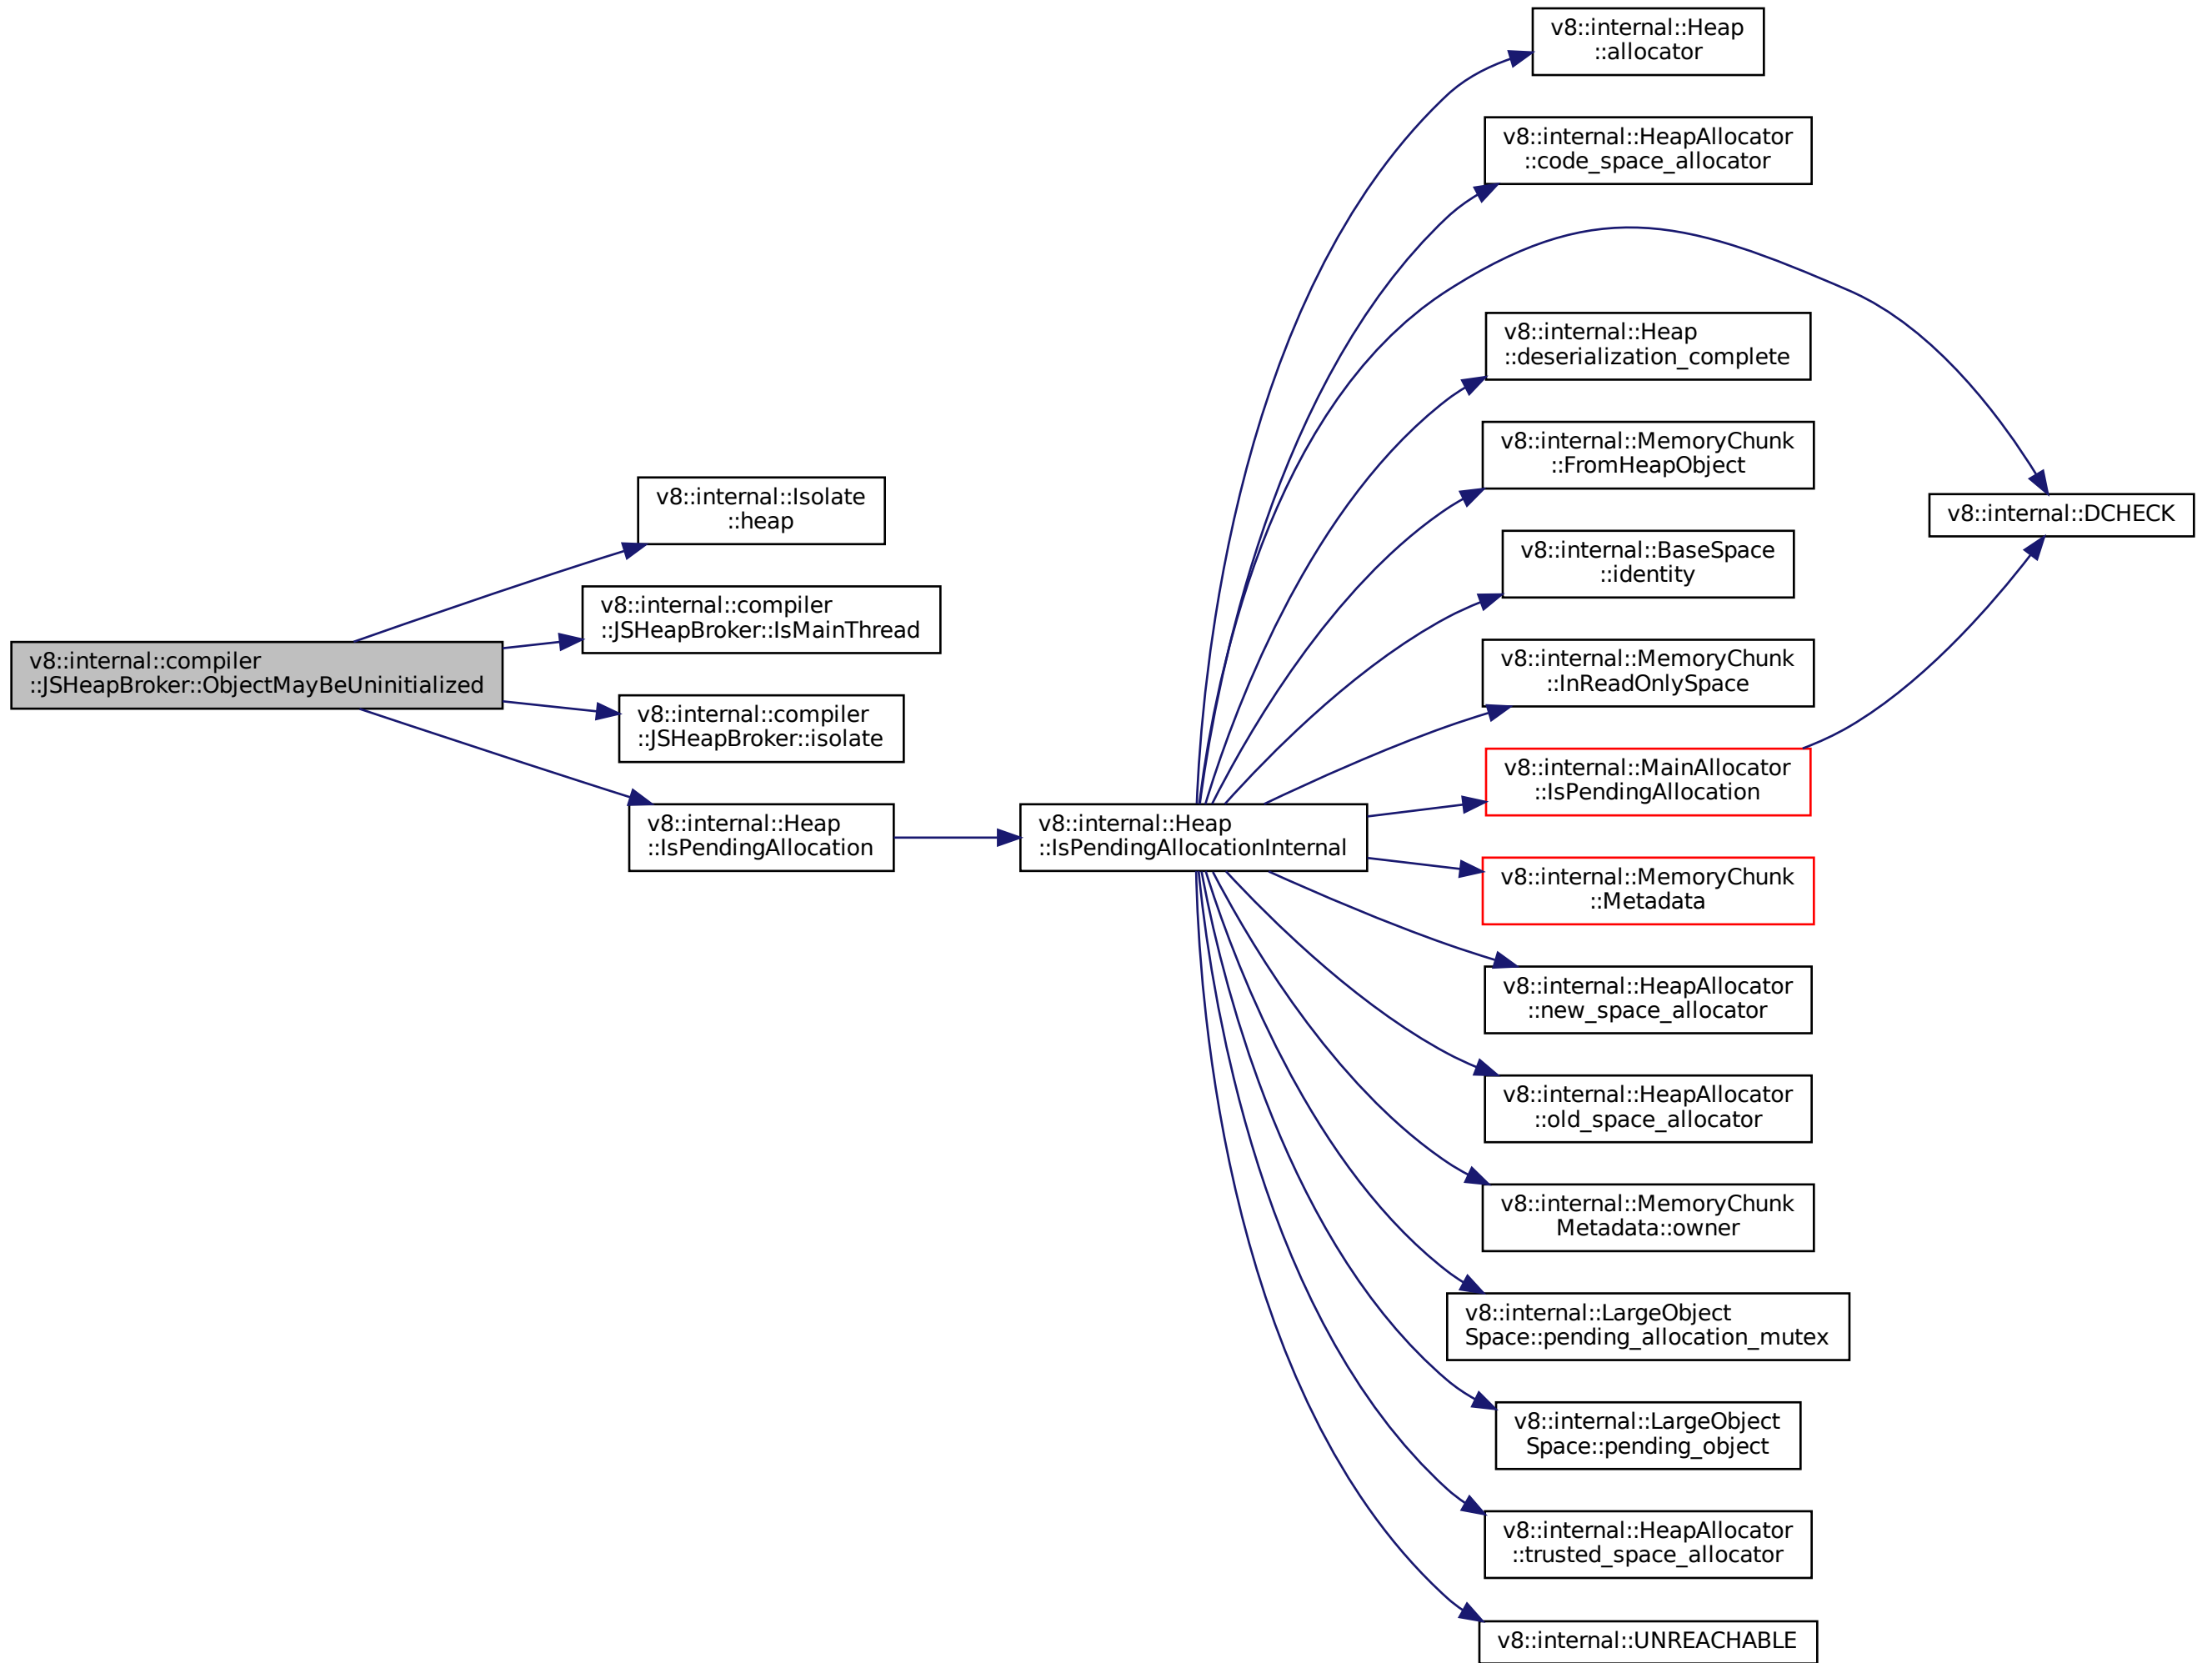 v8::internal::compiler
::JSHeapBroker::ObjectMayBeUninitialized
v8::internal::Isolate
::heap
v8::internal::compiler
::JSHeapBroker::IsMainThread
v8::internal::compiler
::JSHeapBroker::isolate
v8::internal::Heap
::IsPendingAllocation
v8::internal::Heap
::IsPendingAllocationInternal
v8::internal::Heap
::allocator
v8::internal::HeapAllocator
::code_space_allocator
v8::internal::Heap
::deserialization_complete
v8::internal::MemoryChunk
::FromHeapObject
v8::internal::BaseSpace
::identity
v8::internal::MemoryChunk
::InReadOnlySpace
v8::internal::MainAllocator
::IsPendingAllocation
v8::internal::MemoryChunk
::Metadata
v8::internal::HeapAllocator
::new_space_allocator
v8::internal::HeapAllocator
::old_space_allocator
v8::internal::MemoryChunk
Metadata::owner
v8::internal::LargeObject
Space::pending_allocation_mutex
v8::internal::LargeObject
Space::pending_object
v8::internal::HeapAllocator
::trusted_space_allocator
v8::internal::UNREACHABLE
v8::internal::DCHECK